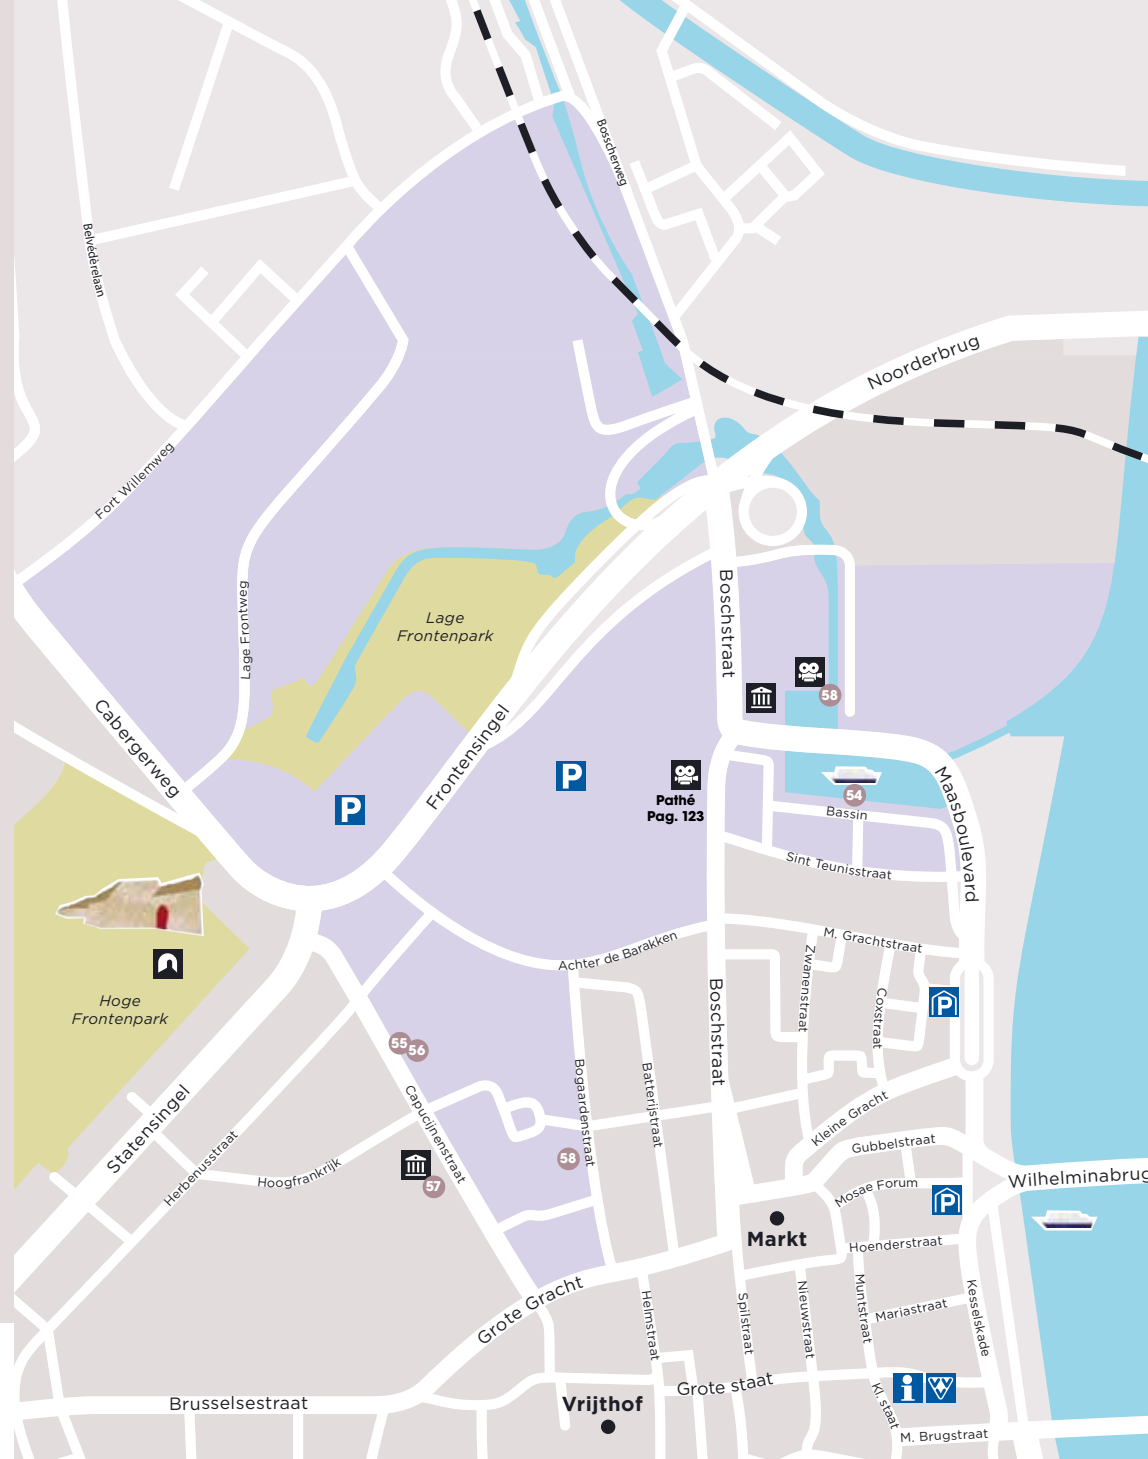 Bosscherweg
Belvédèrelaan
Noorderbrug
Fort Willemweg
Lage Frontweg
Lage
Frontenpark
Boschstraat
58
Cabergerweg
Frontensingel
P
P
Pathé
Pag. 123
54
Bassin
Maasboulevard
Sint Teunisstraat
Achter de Barakken
M. Grachtstraat
Zwanenstraat
Coxstraat
P
Hoge
Frontenpark
Boschstraat
55
56
Bogaardenstraat
Batterijstraat
Capucijnenstraat
Statensingel
Herbenusstraat
Hoogfrankrijk
57
58
Kleine Gracht
Gubbelstraat
Mosae Forum
P
Wilhelminabrug
Markt
Hoenderstraat
Grote Gracht
Helmstraat
Spilstraat
Nieuwstraat
Muntstraat
Mariastraat
Kesselskade
Brusselsestraat
Vrijthof
Grote staat
Kl. staat
i
VVV
M. Brugstraat